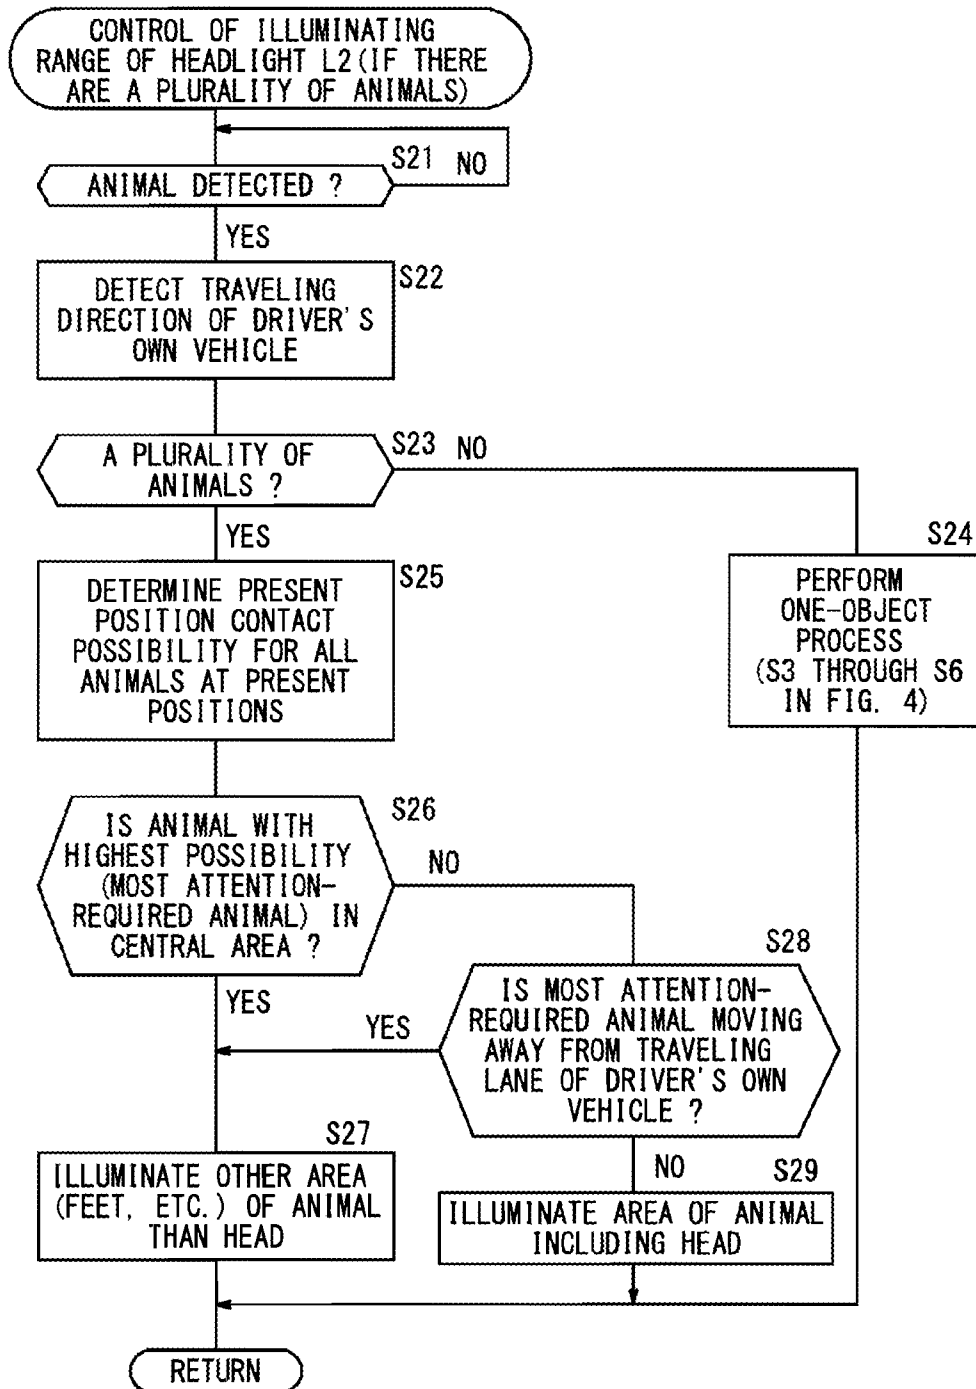 CONTROL OF ILLUMINATING
RANGE OF HEADLIGHT L2(IF THERE
ARE A PLURALITY OF ANIMALS)
S21
NO
ANIMAL DETECTED ?
YES
S22
DETECT TRAVELING
DIRECTION OF DRIVER'S
OWN VEHICLE
S23
NO
A PLURALITY OF
ANIMALS ?
YES
S24
PERFORM
ONE-OBJECT
PROCESS
(S3 THROUGH S6
IN FIG. 4)
S25
DETERMINE PRESENT
POSITION CONTACT
POSSIBILITY FOR ALL
ANIMALS AT PRESENT
POSITIONS
S26
IS ANIMAL WITH
HIGHEST POSSIBILITY
(MOST ATTENTION-
REQUIRED ANIMAL) IN
CENTRAL AREA ?
NO
YES
S28
IS MOST ATTENTION-
REQUIRED ANIMAL MOVING
AWAY FROM TRAVELING
LANE OF DRIVER'S OWN
VEHICLE ?
YES
NO
S27
ILLUMINATE OTHER AREA
(FEET, ETC.) OF ANIMAL
THAN HEAD
S29
ILLUMINATE AREA OF ANIMAL
INCLUDING HEAD
RETURN